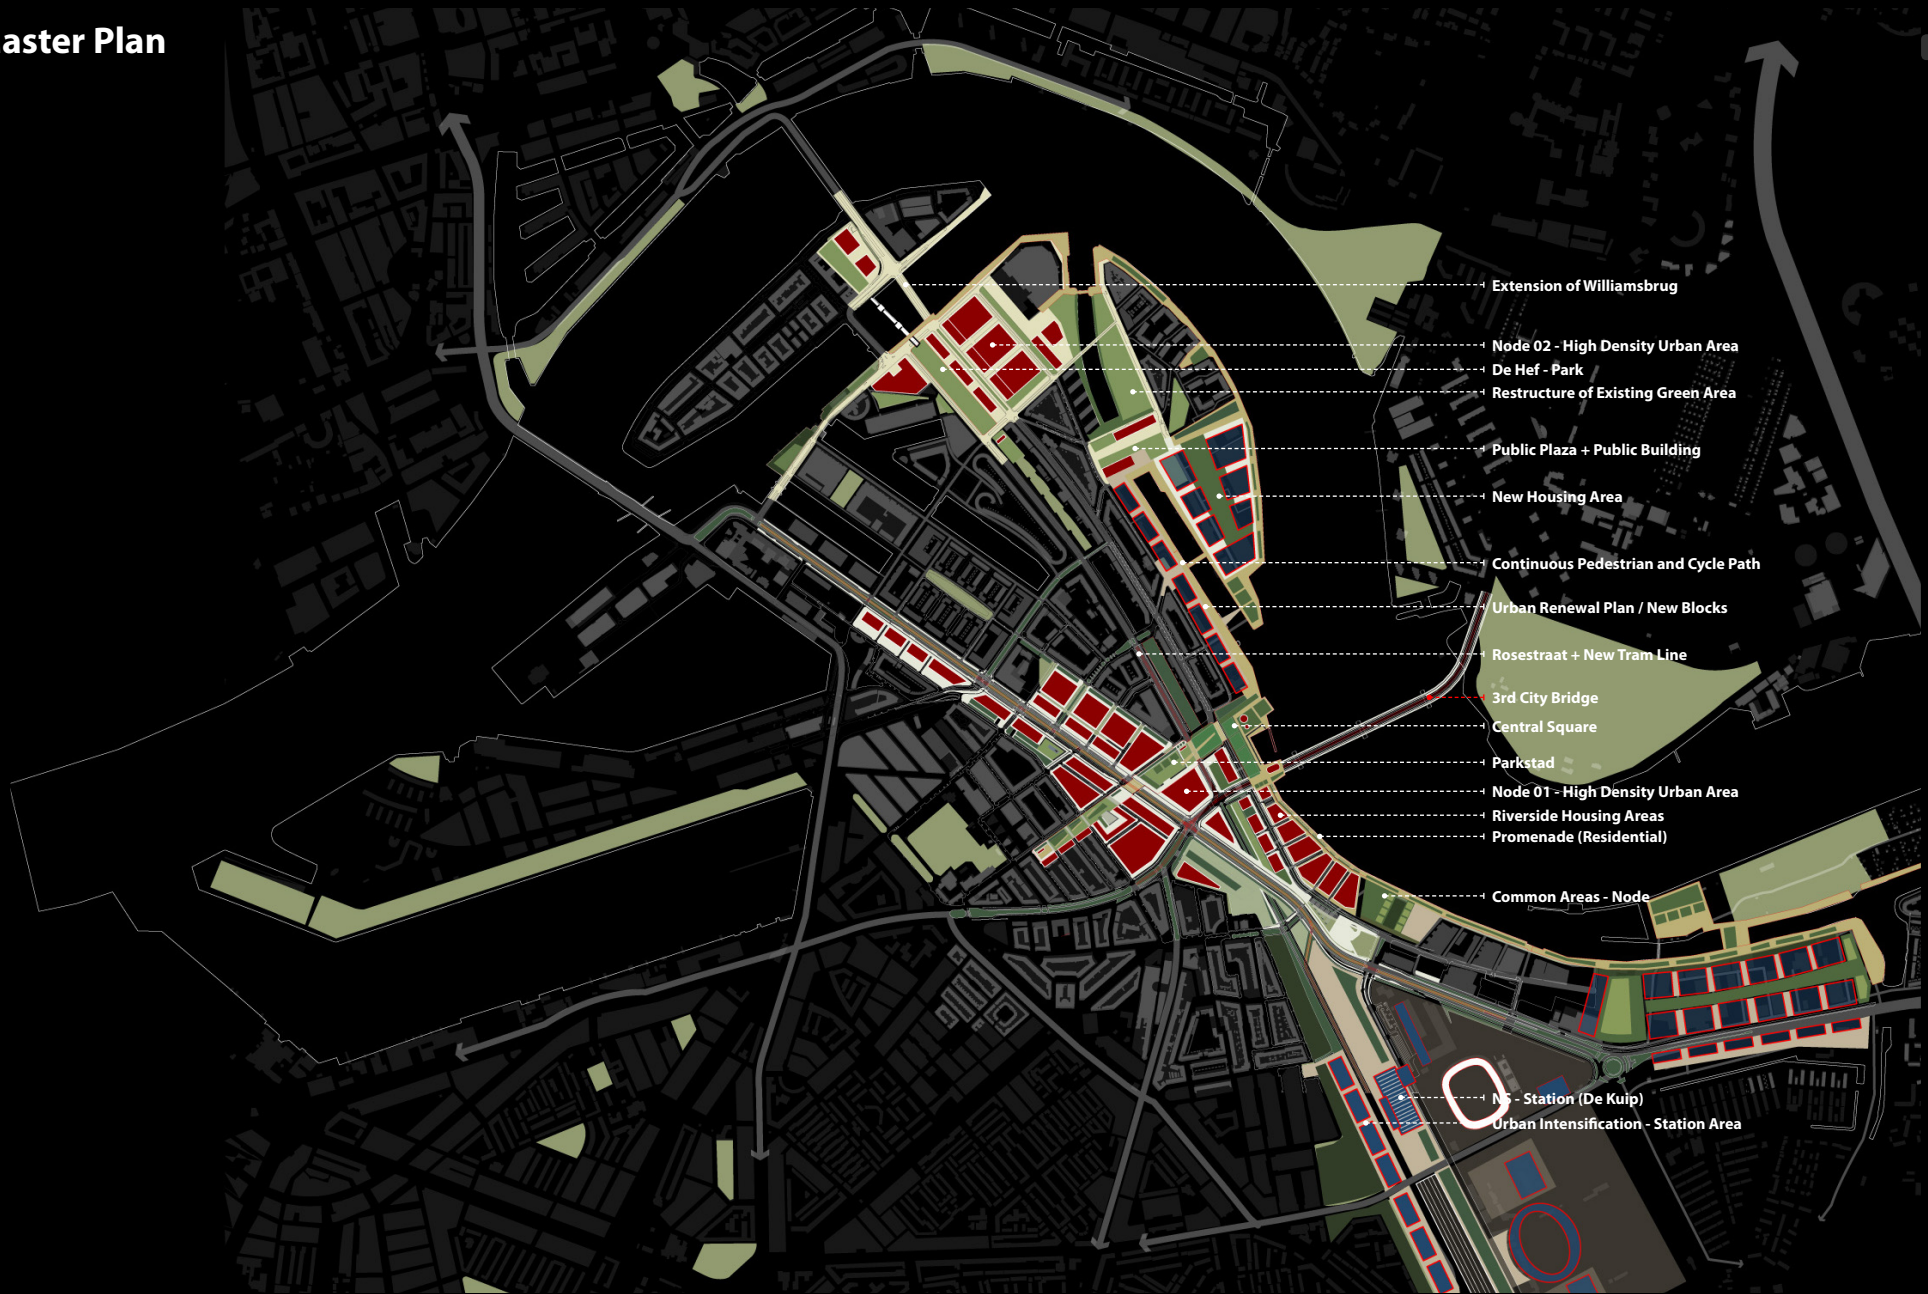 aster Plan
Extension of Williamsbrug
Node 02 - High Density Urban Area
De Hef - Park
Restructure of Existing Green Area
Public Plaza + Public Building
New Housing Area
Continuous Pedestrian and Cycle Path
Urban Renewal Plan / New Blocks
Rosestraat + New Tram Line
3rd City Bridge
Central Square
Parkstad
Node 01 - High Density Urban Area
Riverside Housing Areas
Promenade (Residential)
Common Areas - Node
NS - Station (De Kuip)
Urban Intensification - Station Area